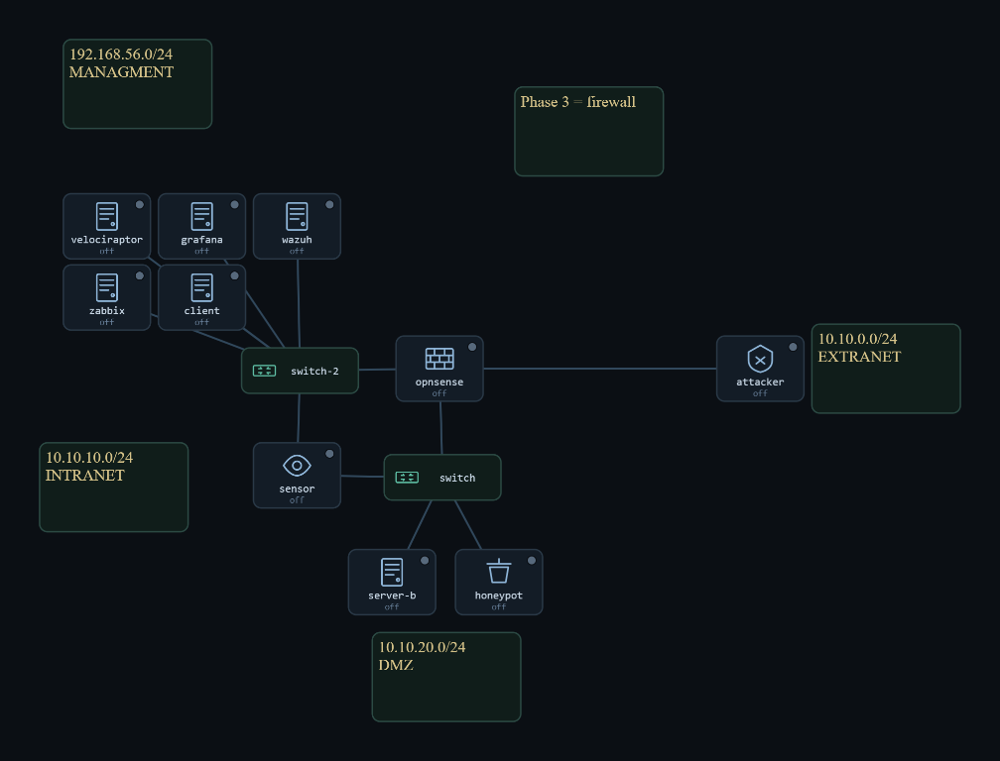 192.168.56.0/24
MANAGMENT
Phase 3 = firewall
velociraptor
off
grafana
off
wazuh
off
zabbix
off
client
off
switch-2
opnsense
off
attacker
off
10.10.0.0/24
EXTRANET
10.10.10.0/24
INTRANET
sensor
off
switch
server-b
off
honeypot
off
10.10.20.0/24
DMZ